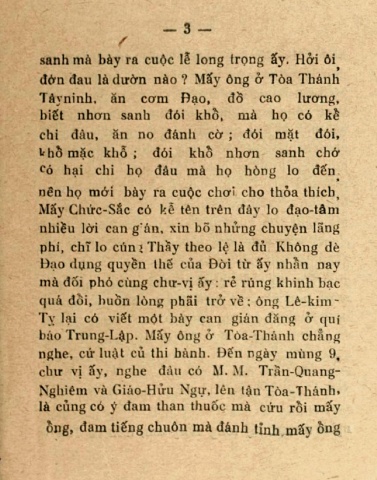 — 3 —
sanh mà bày ra cuộc lễ long trọng ấy. Hởi ôi
đớn đau là dườn nào ? Mấy ông ở Tòa Thánh
Tâyninh, ăn cơm Đạo, đồ cao lương,
biết nhơn sanh đói khổ, mà họ có kể
chi đâu, ăn no đánh cờ ; đói mặt đói,
khổ mặc khổ ; đói khổ nhơn sanh chớ
có hại chi họ đâu mà họ hòng lo đến
nên họ mới bày ra cuộc chơi cho thỏa thích,
Mấy Chức-Sắc có kể tên trên đây lo đạo-tâm
nhiều lời can gián, xin bỏ những chuyện lãng
phí, chĩ lo cúng Thầy theo lệ là đủ Không dè
Đạo dụng quyền thế của Đời từ ấy nhẫn nay
mà đối phó cùng chư-vị ấy : rẻ rúng khinh bạc
quá đổi, buồn lòng phải trở về ; ông Lê-kim-
Tỵ lại có viết một bày can gián đăng ở quí
báo Trung-Lập. Mấy ông ở Tòa-Thánh chẳng
nghe, cử luật củ thi bành. Đến ngày mùng 9,
chư vị ấy, nghe đâu có M. M. Trần-Quang-
Nghiêm và Giáo-Hửu Ngự, lên tận Tòa-Thánh,
là củng có ý đam than thuốc mà cứu rồi mấy
ông, đam tiếng chuôn mà đánh tỉnh mấy ông